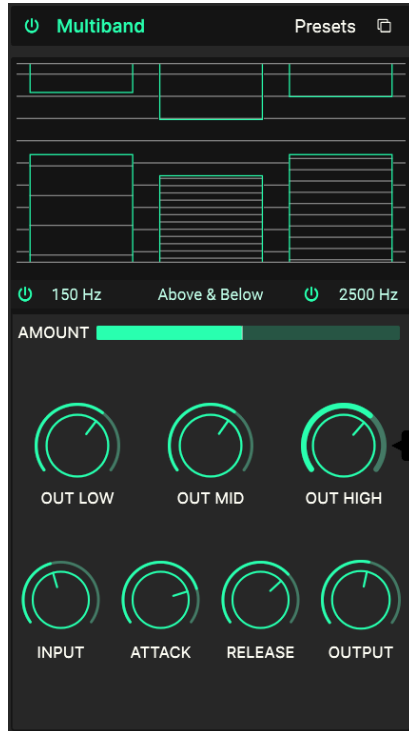 Multiband Presets
150 Hz Above & Below 2500 Hz
AMOUNT
OUT LOW OUT MID OUT HIGH
INPUT ATTACK RELEASE OUTPUT